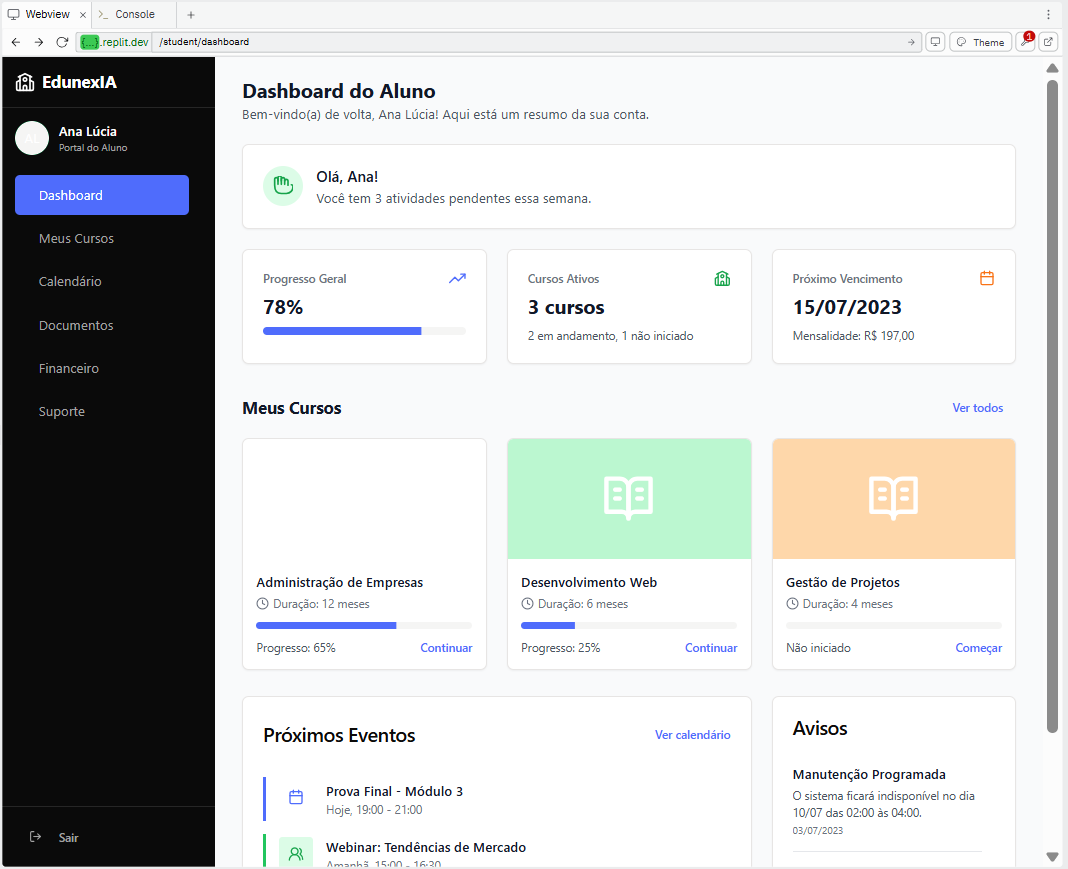 Webview
Console
.replit.dev
/student/dashboard
Theme
1
EdunexIA
Ana Lúcia
Portal do Aluno
Dashboard
Meus Cursos
Calendário
Documentos
Financeiro
Suporte
Sair
Dashboard do Aluno
Bem-vindo(a) de volta, Ana Lúcia! Aqui está um resumo da sua conta.
Olá, Ana!
Você tem 3 atividades pendentes essa semana.
Progresso Geral
78%
Cursos Ativos
3 cursos
2 em andamento, 1 não iniciado
Próximo Vencimento
15/07/2023
Mensalidade: R$ 197,00
Meus Cursos
Ver todos
Administração de Empresas
Duração: 12 meses
Progresso: 65%
Continuar
Desenvolvimento Web
Duração: 6 meses
Progresso: 25%
Continuar
Gestão de Projetos
Duração: 4 meses
Não iniciado
Começar
Próximos Eventos
Ver calendário
Prova Final - Módulo 3
Hoje, 19:00 - 21:00
Webinar: Tendências de Mercado
Amanhã, 15:00 - 16:30
Avisos
Manutenção Programada
O sistema ficará indisponível no dia
10/07 das 02:00 às 04:00.
03/07/2023